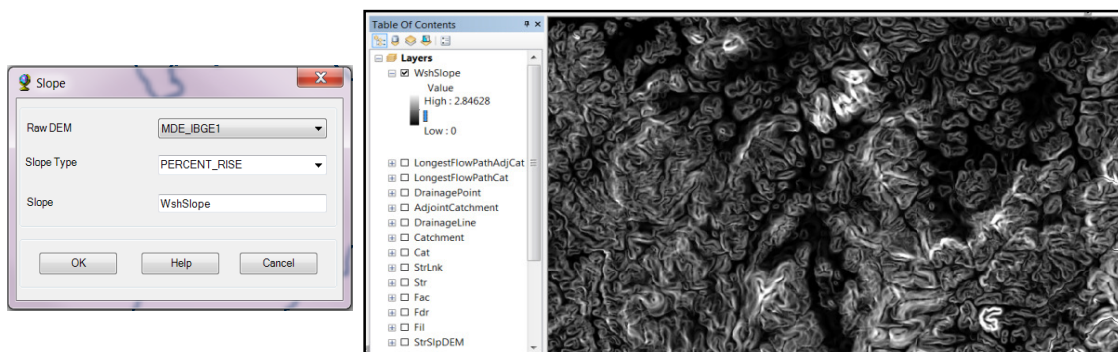 Slope
Raw DEM
MDE_IBGE1
Slope Type
PERCENT_RISE
Slope
WshSlope
OK
Help
Cancel
Table Of Contents
Layers
WshSlope
Value
High : 2.84628
Low : 0
LongestFlowPathAdjCat
LongestFlowPathCat
DrainagePoint
AdjointCatchment
DrainageLine
Catchment
Cat
StrLnk
Str
Fac
Fdr
Fil
StrSlpDEM